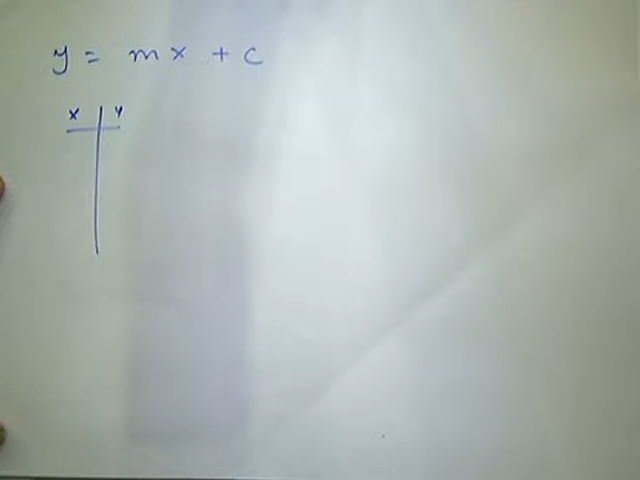 y = mx + c
x y